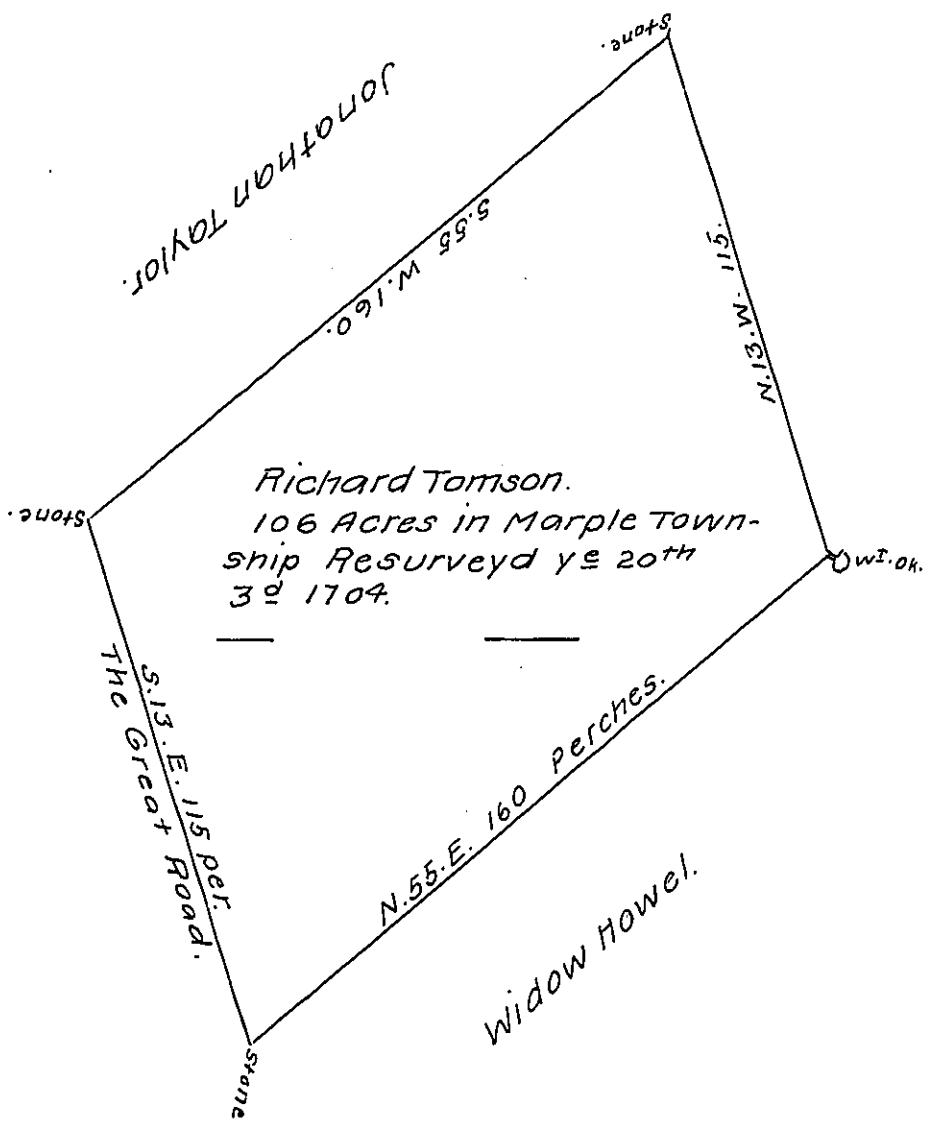 Stone.
Jonathan Taylor.
S.55 W.160.
N.13.W. 115.
Stone.
Richard Tomson.
106 Acres in Marple Town-
ship Resurveyd ye 20th
3d 1704.
WI.OK.
S.13.E.115 per.
The Great Road.
N.55.E. 160 Perches.
Widow Howel.
Stone